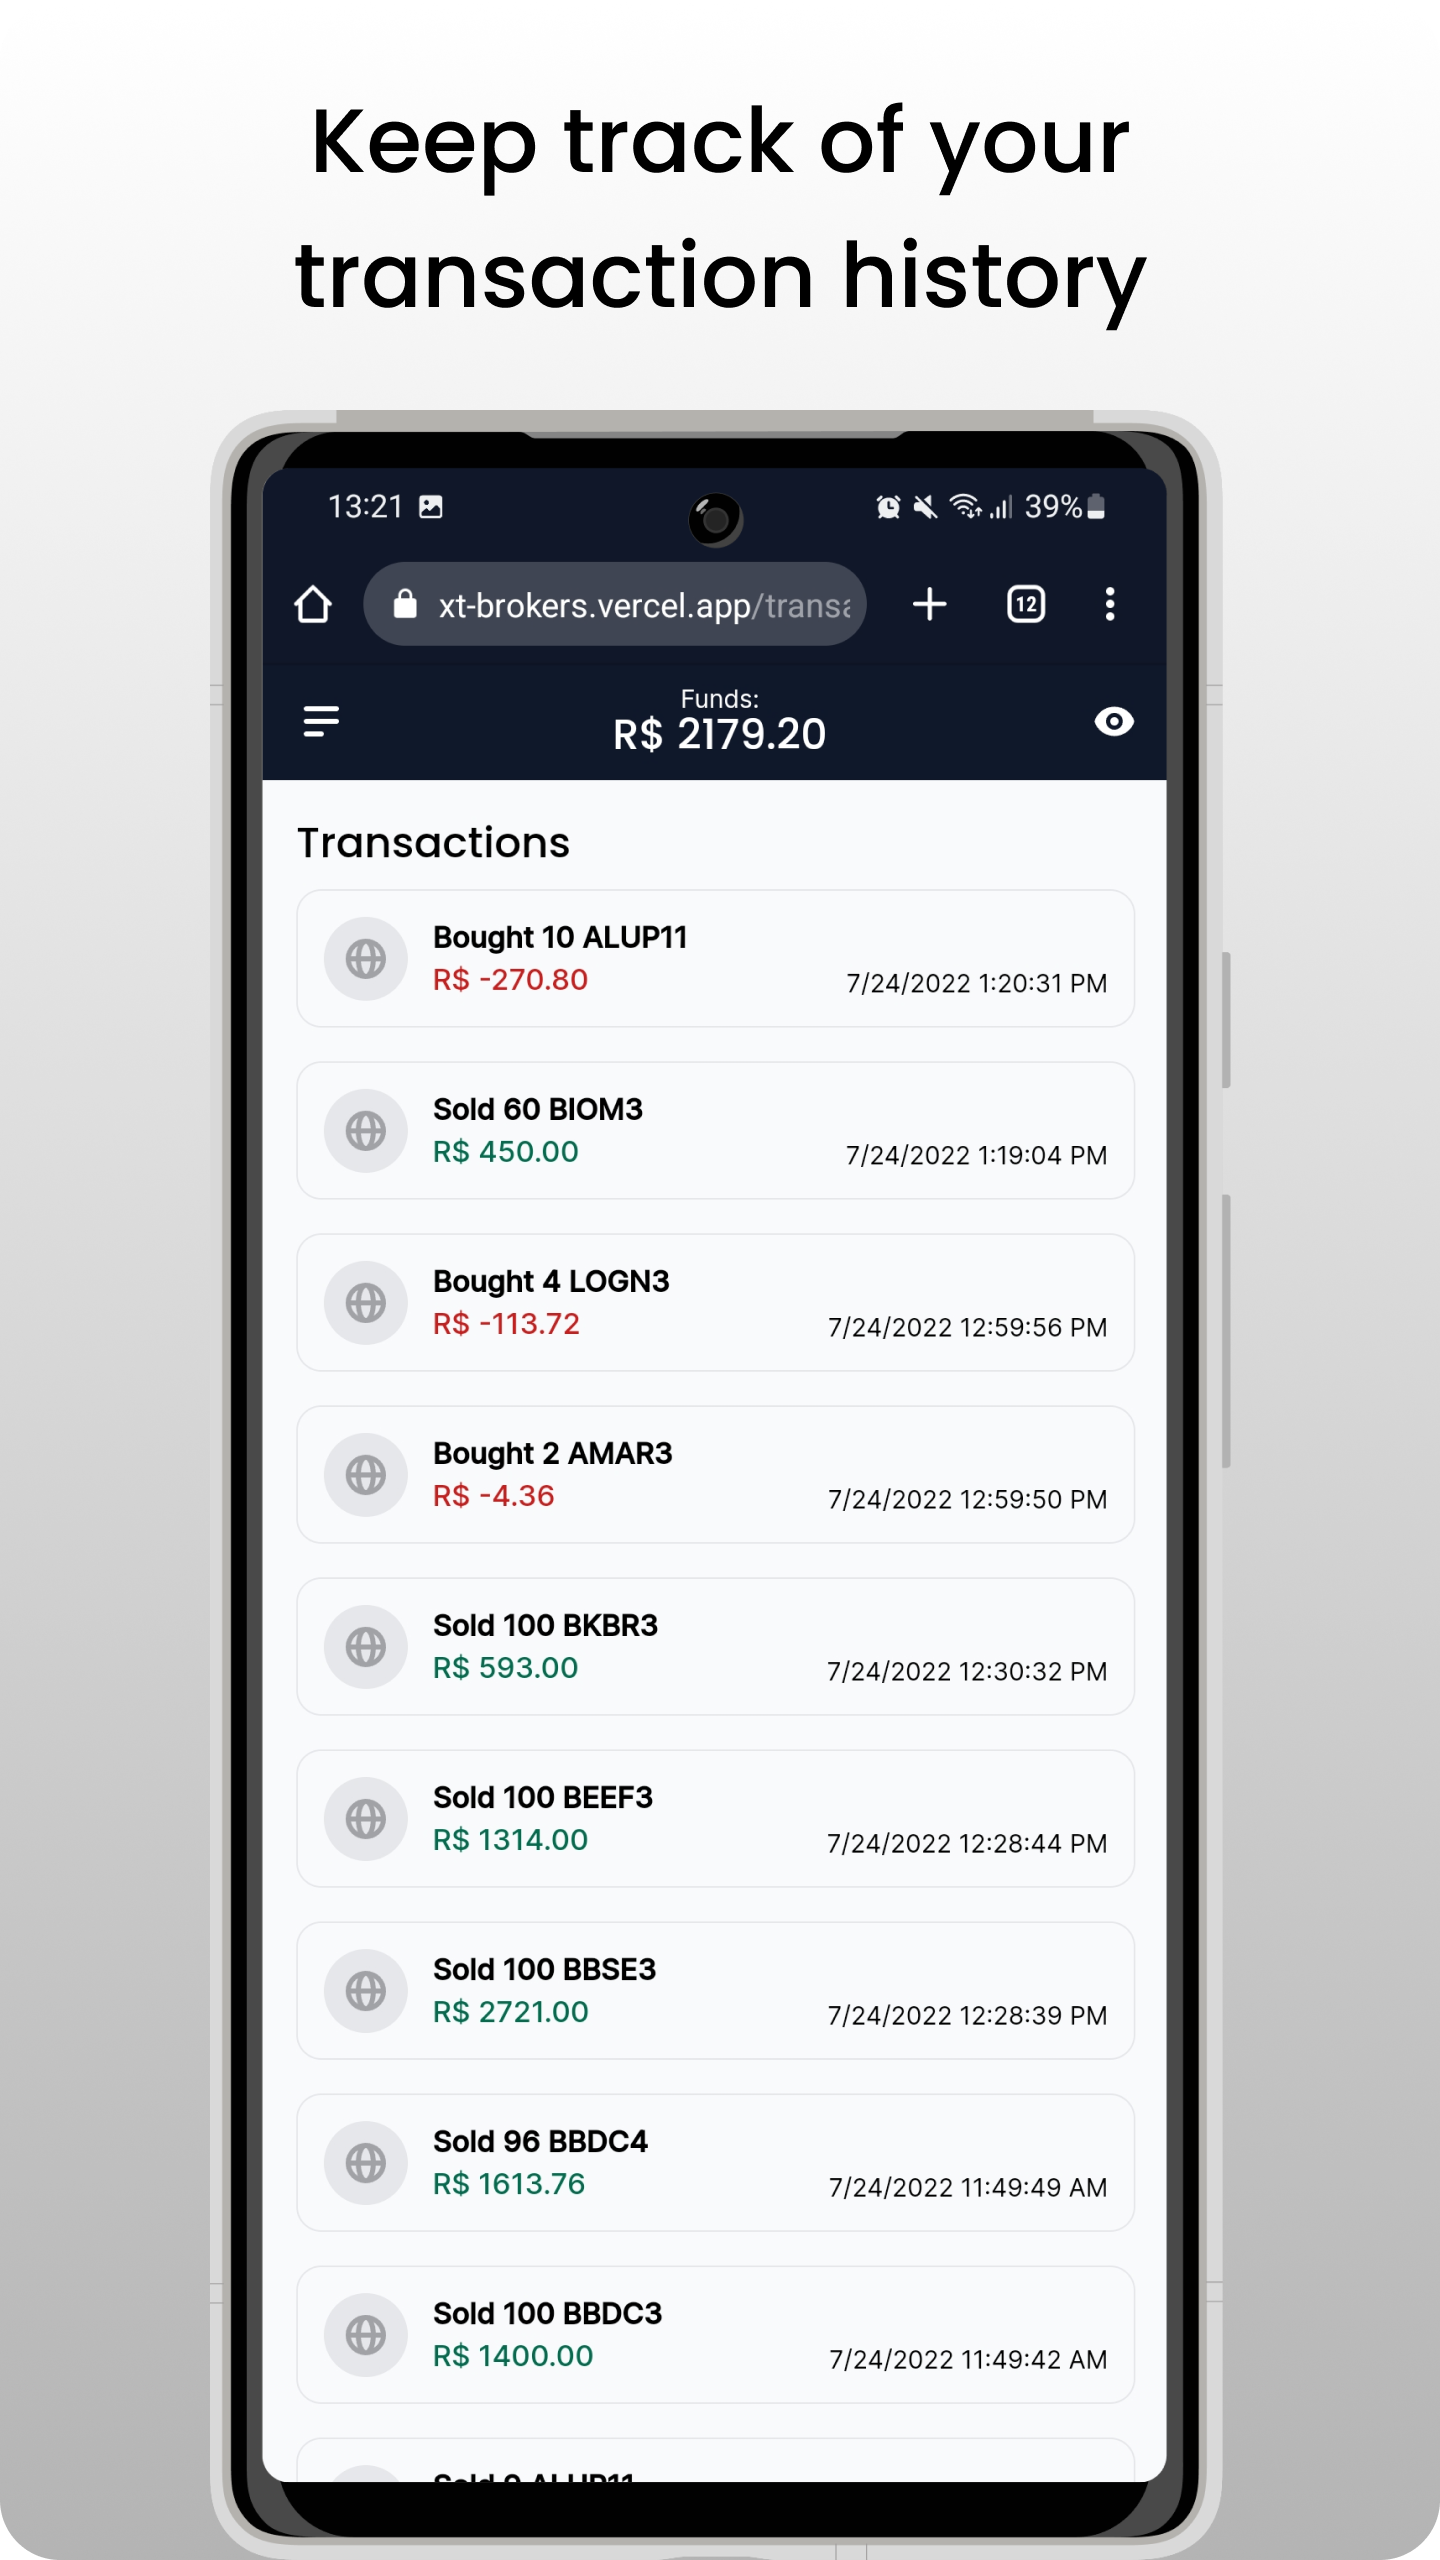 Keep track of your
transaction history
13:21
39%
xt-brokers.vercel.app/transa
12
Funds:
R$ 2179.20
Transactions
Bought 10 ALUP11
R$ -270.80
7/24/2022 1:20:31 PM
Sold 60 BIOM3
R$ 450.00
7/24/2022 1:19:04 PM
Bought 4 LOGN3
R$ -113.72
7/24/2022 12:59:56 PM
Bought 2 AMAR3
R$ -4.36
7/24/2022 12:59:50 PM
Sold 100 BKBR3
R$ 593.00
7/24/2022 12:30:32 PM
Sold 100 BEEF3
R$ 1314.00
7/24/2022 12:28:44 PM
Sold 100 BBSE3
R$ 2721.00
7/24/2022 12:28:39 PM
Sold 96 BBDC4
R$ 1613.76
7/24/2022 11:49:49 AM
Sold 100 BBDC3
R$ 1400.00
7/24/2022 11:49:42 AM
Sold